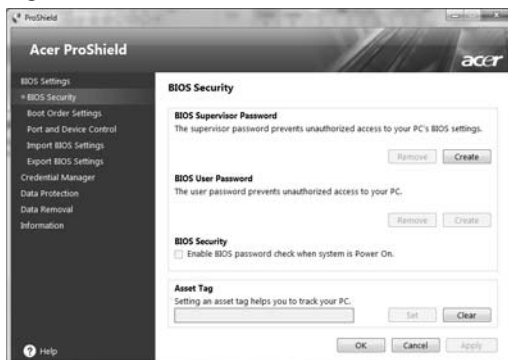 ProShield
Acer ProShield
acer
BIOS Settings
BIOS Security
Boot Order Settings
Port and Device Control
Import BIOS Settings
Export BIOS Settings
Credential Manager
Data Protection
Data Removal
Information
Help
BIOS Security
BIOS Supervisor Password
The supervisor password prevents unauthorized access to your PC's BIOS settings.
Remove Create
BIOS User Password
The user password prevents unauthorized access to your PC.
Remove Create
BIOS Security
Enable BIOS password check when system is Power On.
Asset Tag
Setting an asset tag helps you to track your PC.
Set Clear
OK Cancel Apply